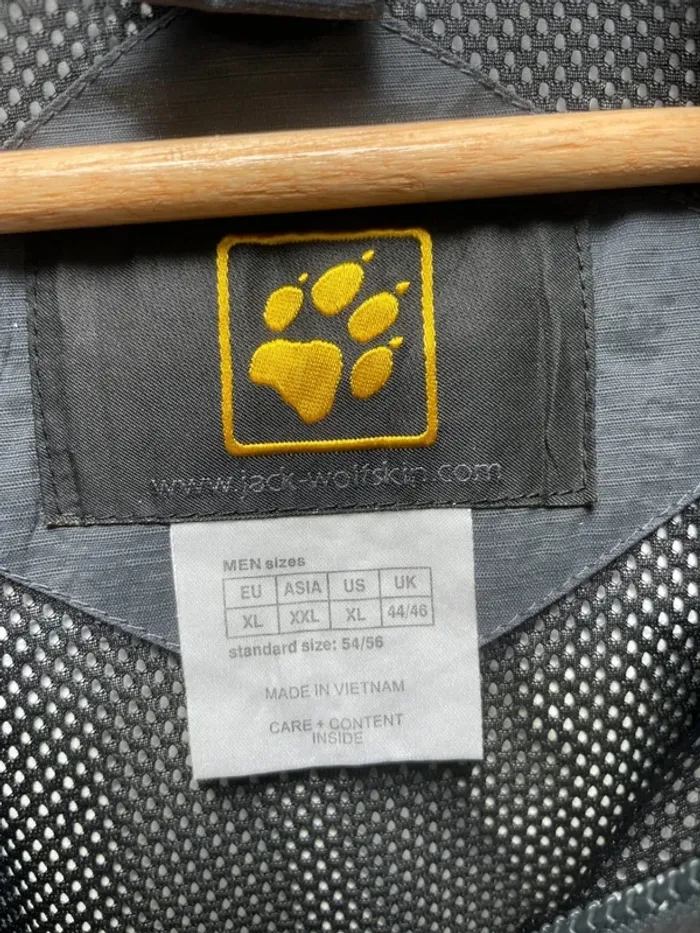 www.jack-wolfskin.com
MEN sizes
EU ASIA US UK
XL XXL XL 44/46
standard size: 54/56
MADE IN VIETNAM
CARE + CONTENT
INSIDE